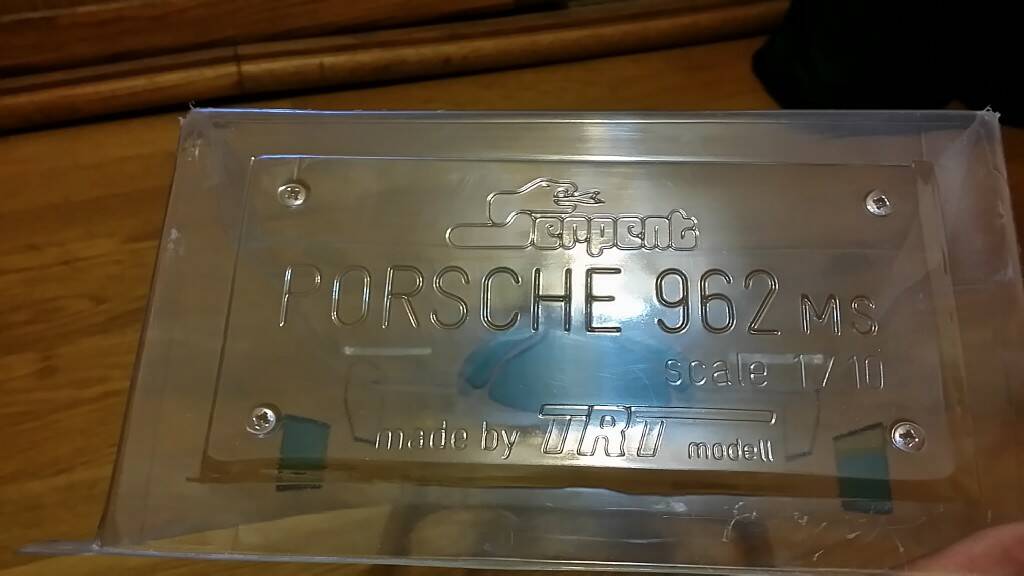 Serpent
PORSCHE 962 MS
scale 1/10
made by TRT modell